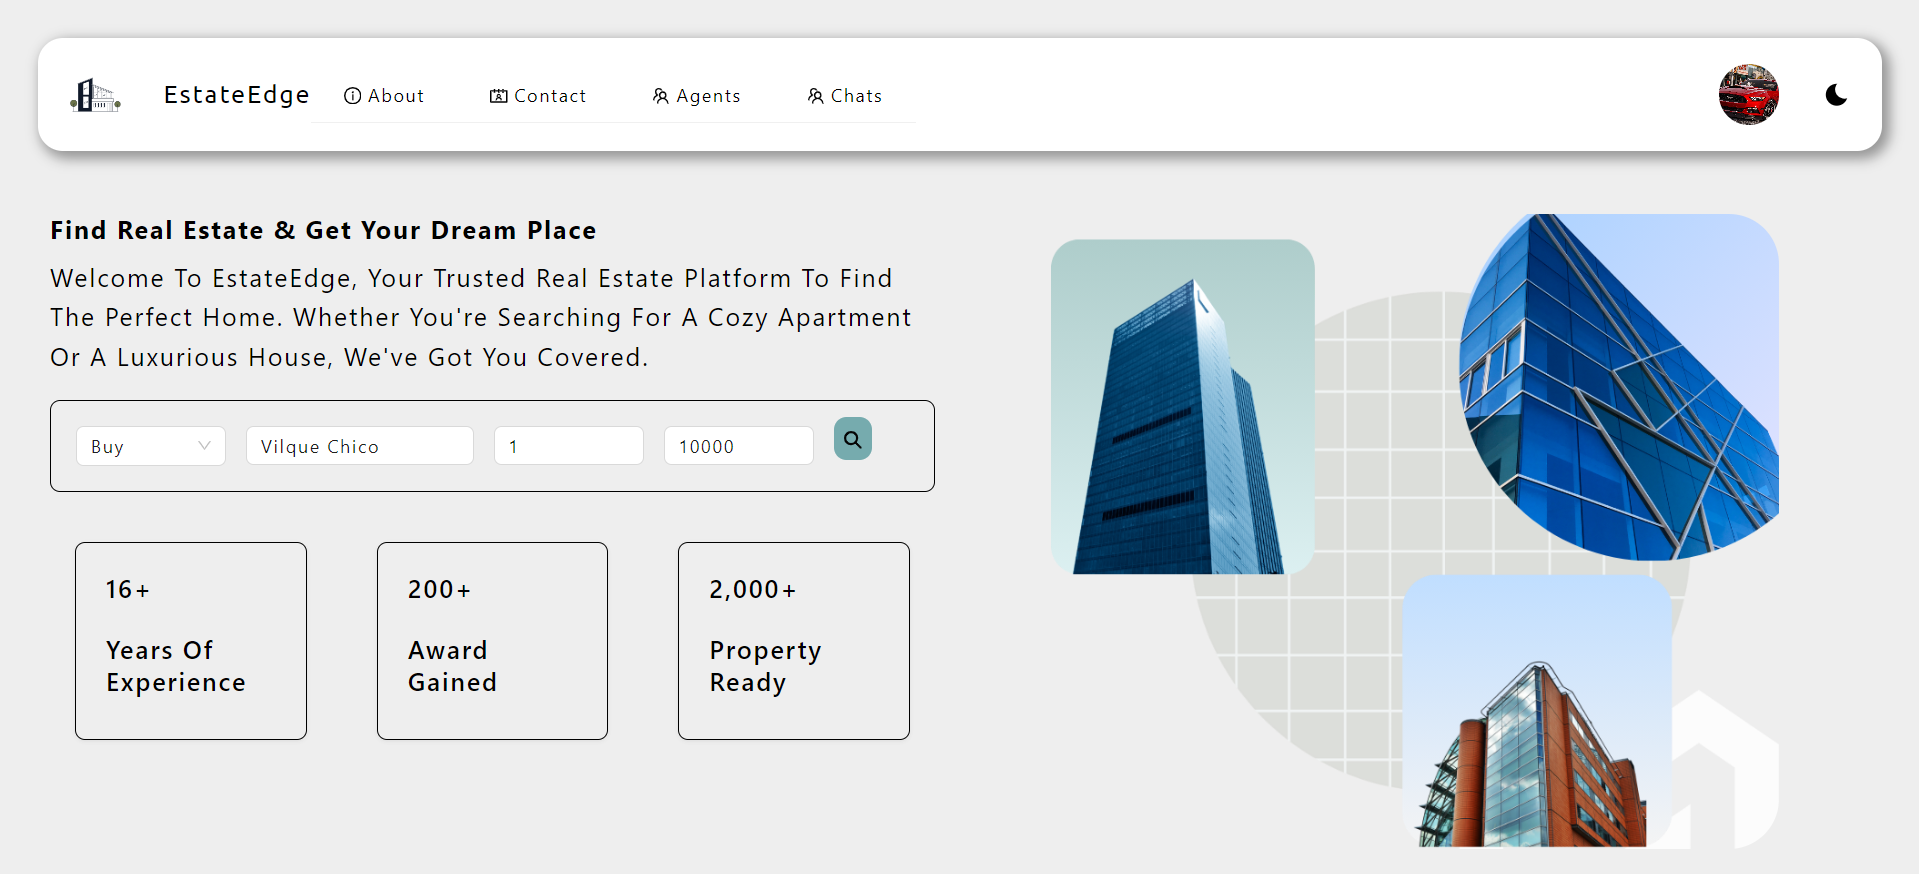 EstateEdge
About
Contact
Agents
Chats
Find Real Estate & Get Your Dream Place
Welcome To EstateEdge, Your Trusted Real Estate Platform To Find
The Perfect Home. Whether You're Searching For A Cozy Apartment
Or A Luxurious House, We've Got You Covered.
Buy
Vilque Chico
1
10000
16+
Years Of
Experience
200+
Award
Gained
2,000+
Property
Ready